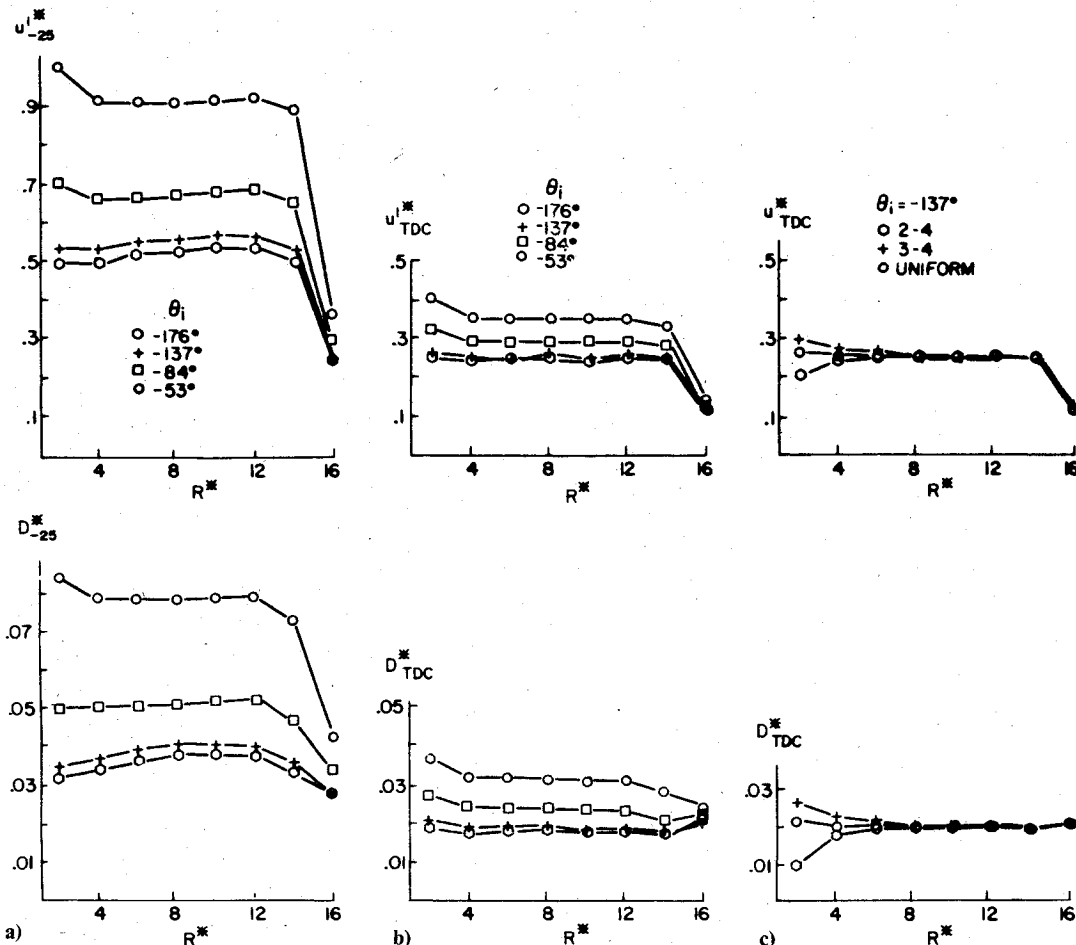 u'*-25
.9
.7
.5
.3
.1
θi
-176°
+ -137°
-84°
-53°
4 8 12 16
R*
u'*TDC
θi
-176°
+ -137°
-84°
-53°
.5
.3
.1
4 8 12 16
R*
u'*TDC
θi = -137°
2-4
+ 3-4
UNIFORM
.5
.3
.1
4 8 12 16
R*
D*-25
.07
.05
.03
.01
4 8 12 16
a) R*
D*TDC
.05
.03
.01
4 8 12 16
b) R*
D*TDC
.03
.01
4 8 12 16
c) R*